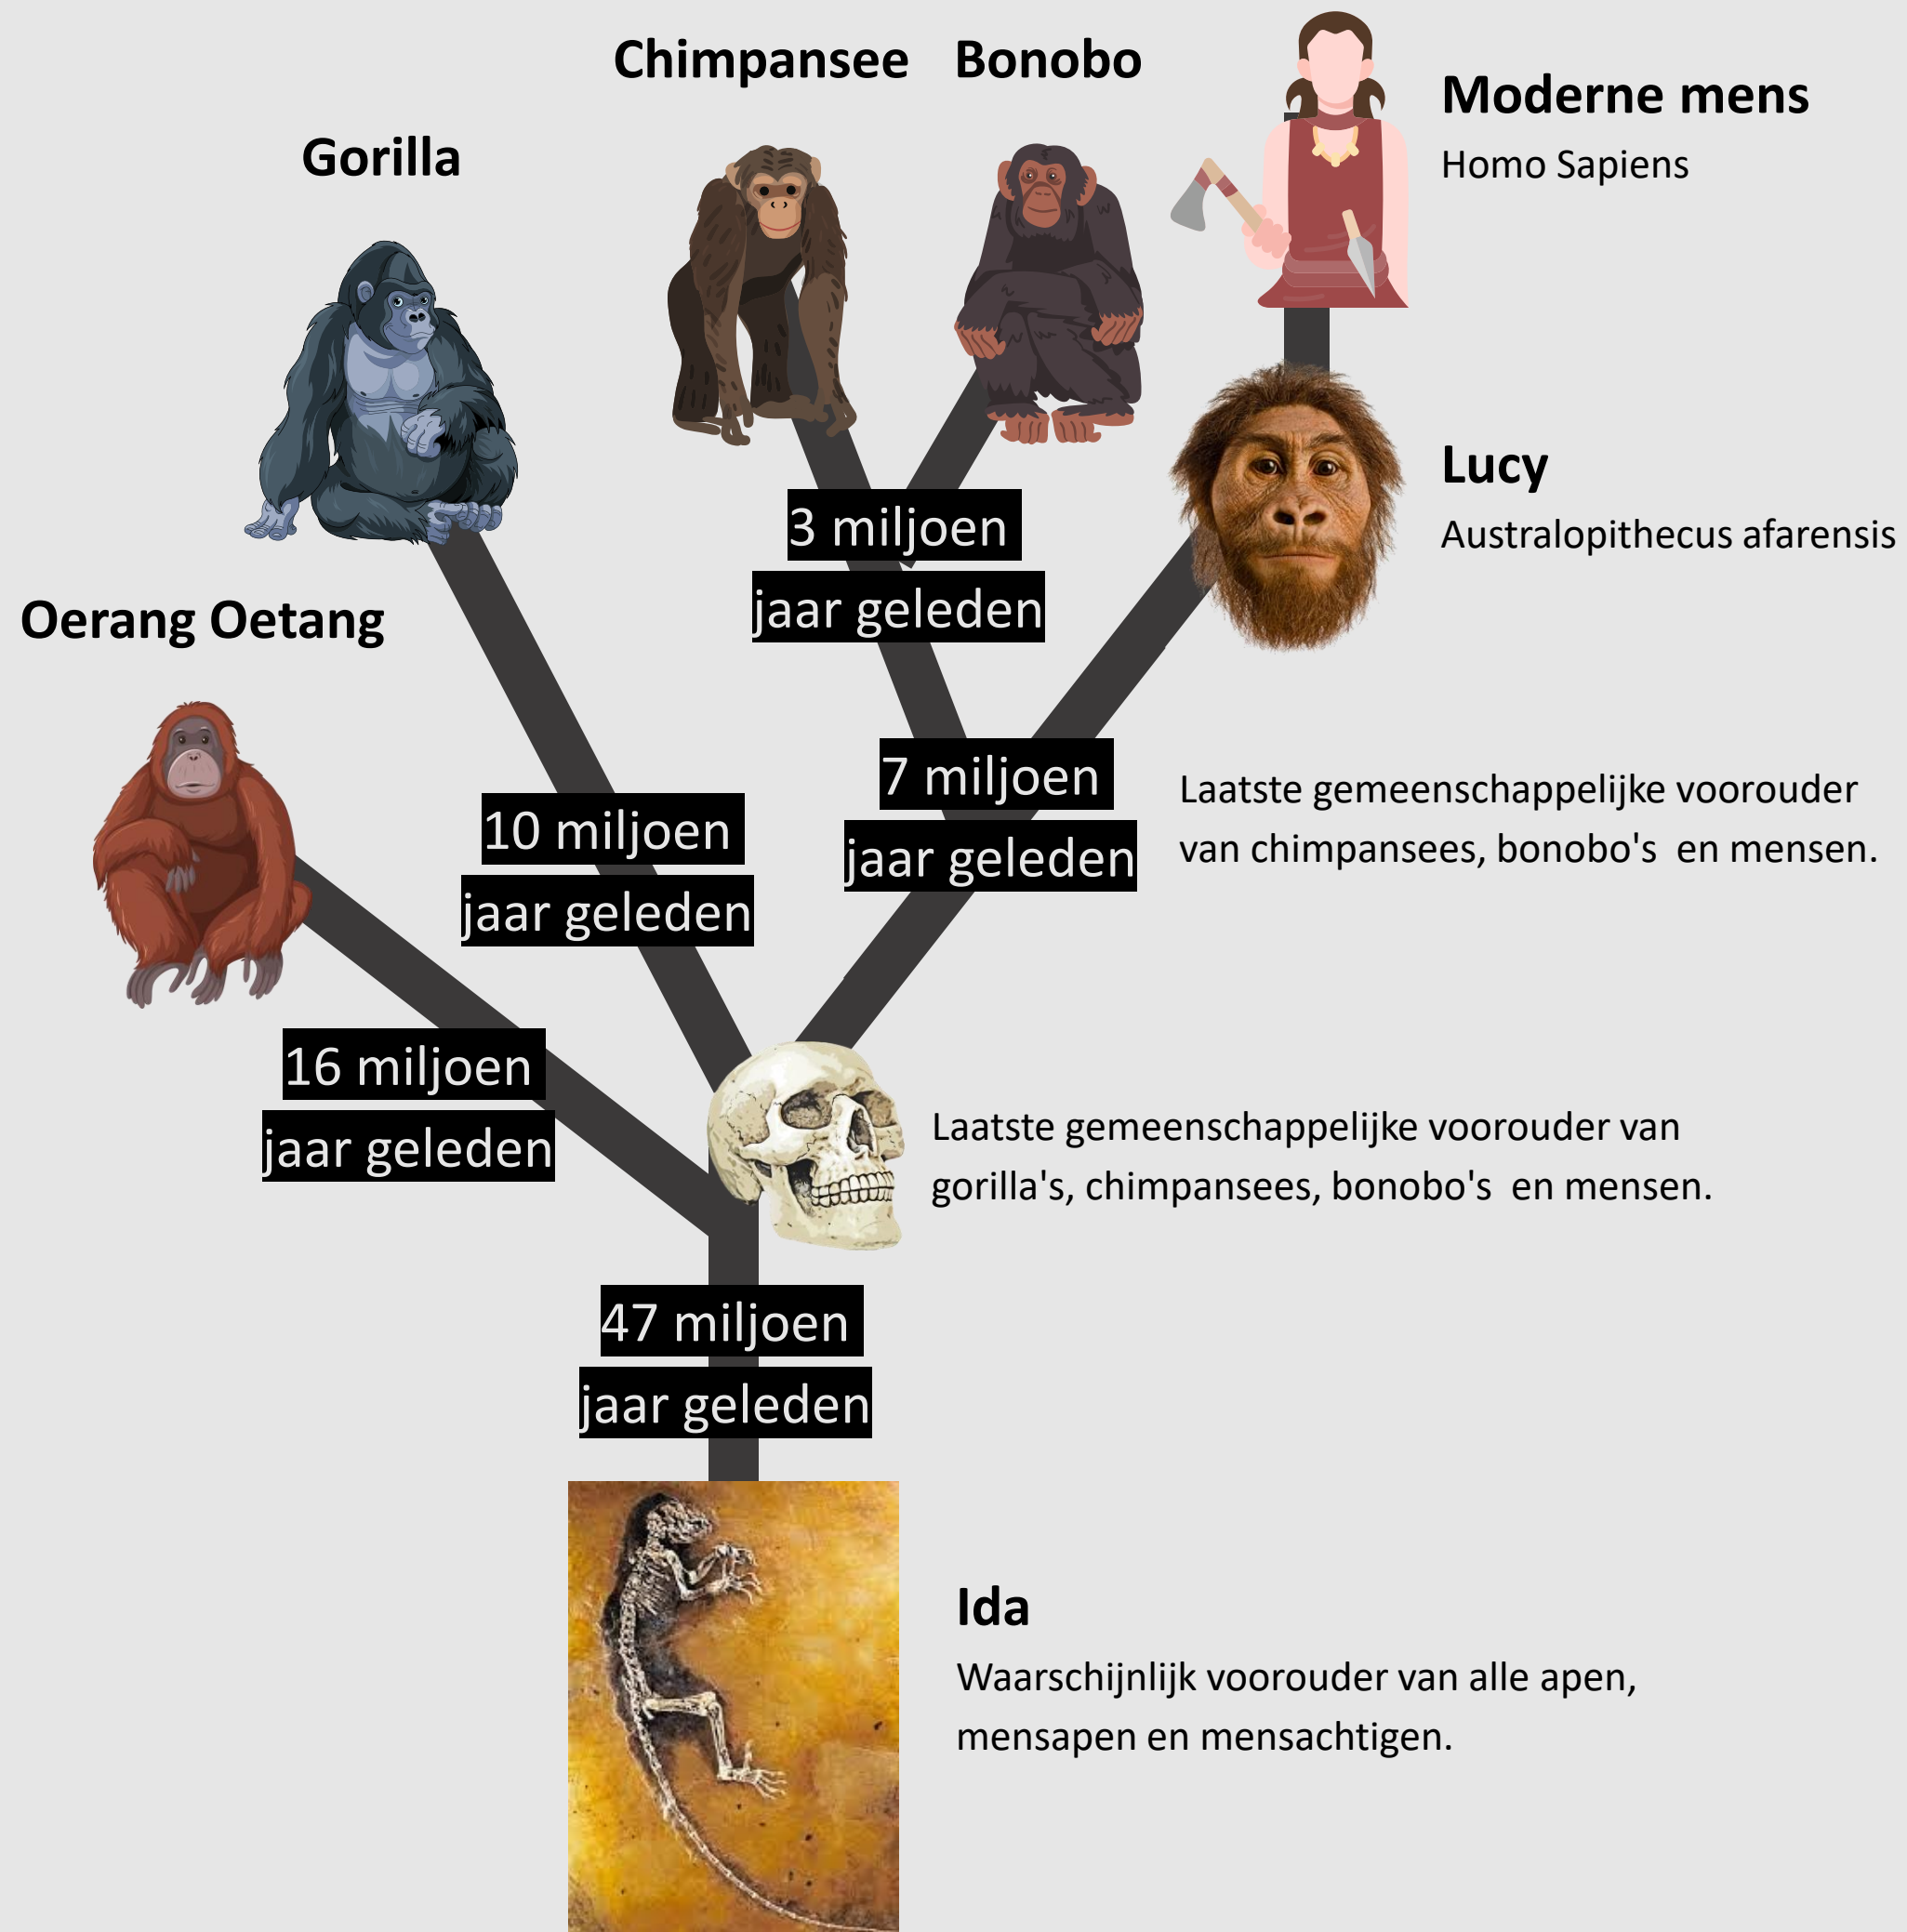 Chimpansee
Bonobo
Moderne mens
Homo Sapiens
Gorilla
Lucy
Australopithecus afarensis
3 miljoen
jaar geleden
Oerang Oetang
7 miljoen
jaar geleden
Laatste gemeenschappelijke voorouder
van chimpansees, bonobo's  en mensen.
10 miljoen
jaar geleden
16 miljoen
jaar geleden
Laatste gemeenschappelijke voorouder van
gorilla's, chimpansees, bonobo's  en mensen.
47 miljoen
jaar geleden
Ida
Waarschijnlijk voorouder van alle apen,
mensapen en mensachtigen.